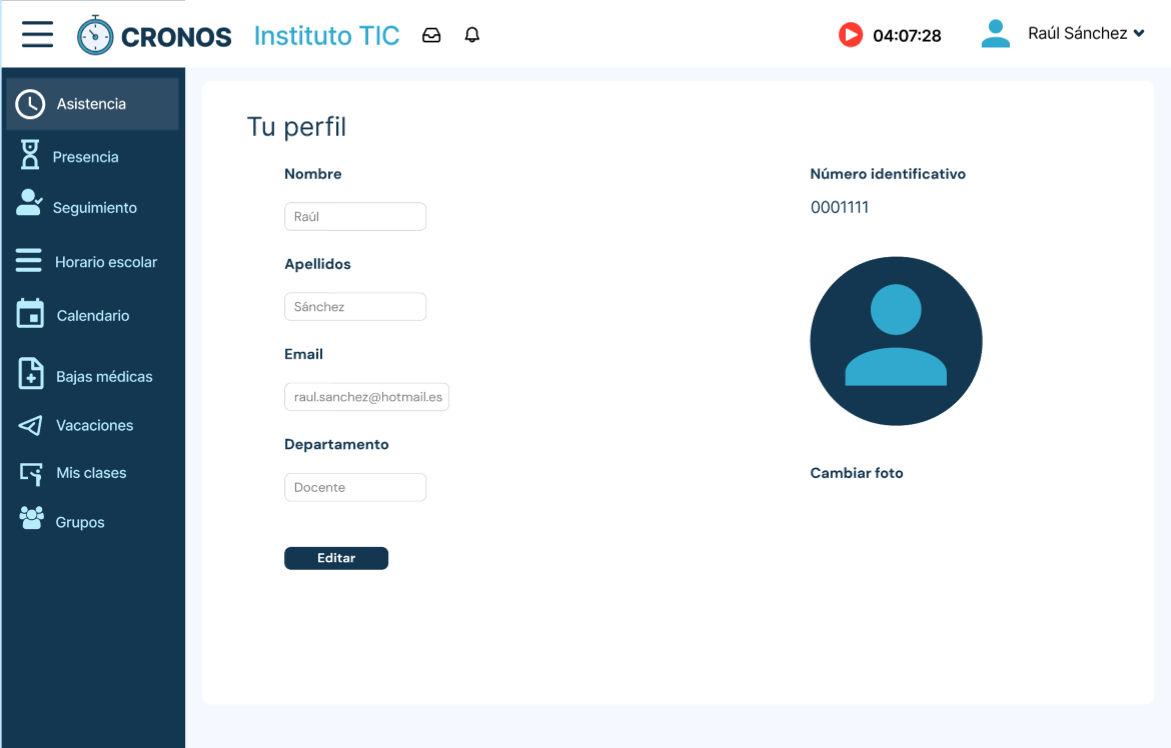 CRONOS Instituto TIC 04:07:28 Raúl Sánchez
Asistencia
Presencia
Seguimiento
Horario escolar
Calendario
Bajas médicas
Vacaciones
Mis clases
Grupos
Tu perfil
Nombre
Raúl
Apellidos
Sánchez
Email
raul.sanchez@hotmail.es
Departamento
Docente
Editar
Número identificativo
0001111
Cambiar foto